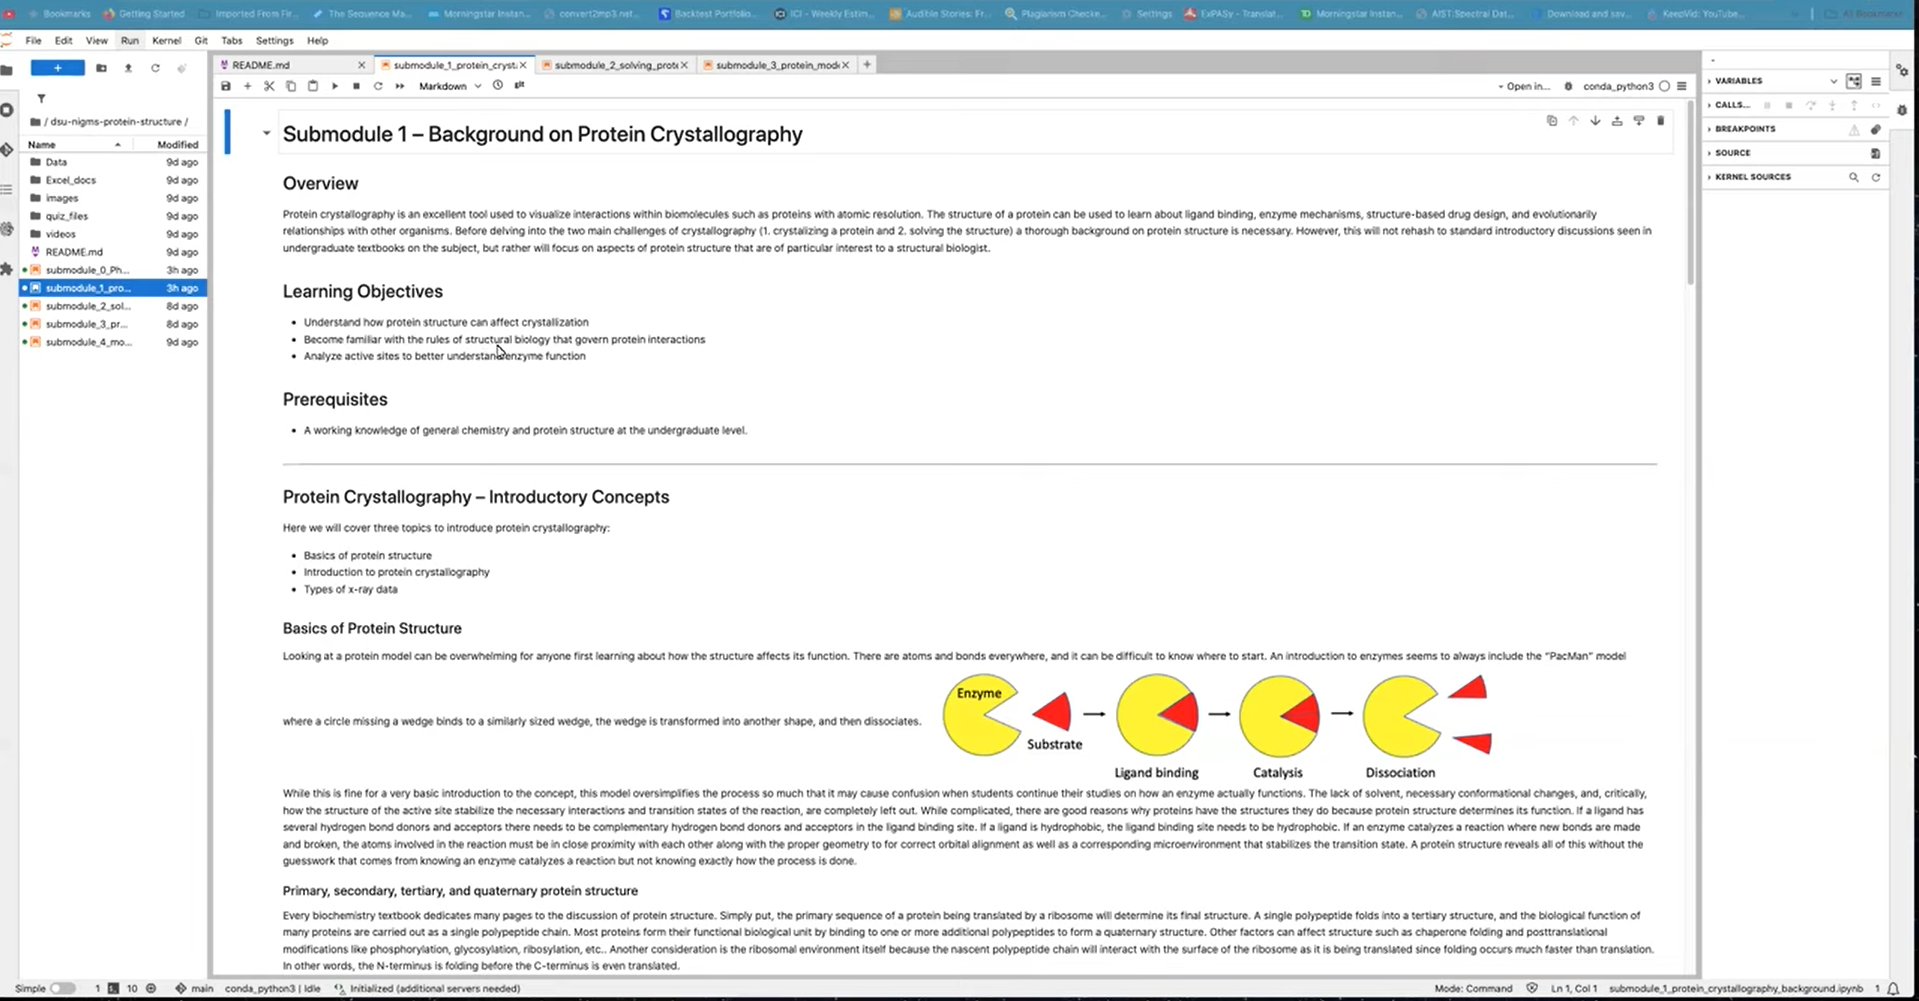 Bookmarks Getting Started Imported From Fir... The Sequence Ma... Morningstar Instan... convert2mp3.net... Backtest Portfolio... ICI - Weekly Estim... Audible Stories: Fr... Plagiarism Checke... Settings ExPASy - Translat... Morningstar Instan... AIST:Spectral Dat... Download and sav... KeepVid: YouTube... All Bookmarks
File Edit View Run Kernel Git Tabs Settings Help
README.md submodule_1_protein_cryst. submodule_2_solving_prote submodule_3_protein_mode
Markdown Open in... conda_python3
/ dsu-nigms-protein-structure /
Name Modified
Data 9d ago
Excel_docs 9d ago
images 9d ago
quiz_files 9d ago
videos 9d ago
README.md 9d ago
submodule_0_Ph... 3h ago
submodule_1_pro... 3h ago
submodule_2_sol... 8d ago
submodule_3_pr... 8d ago
submodule_4_mo... 9d ago
Submodule 1 – Background on Protein Crystallography
Overview
Protein crystallography is an excellent tool used to visualize interactions within biomolecules such as proteins with atomic resolution. The structure of a protein can be used to learn about ligand binding, enzyme mechanisms, structure-based drug design, and evolutionarily
relationships with other organisms. Before delving into the two main challenges of crystallography (1. crystalizing a protein and 2. solving the structure) a thorough background on protein structure is necessary. However, this will not rehash to standard introductory discussions seen in
undergraduate textbooks on the subject, but rather will focus on aspects of protein structure that are of particular interest to a structural biologist.
Learning Objectives
• Understand how protein structure can affect crystallization
• Become familiar with the rules of structural biology that govern protein interactions
• Analyze active sites to better understand enzyme function
Prerequisites
• A working knowledge of general chemistry and protein structure at the undergraduate level.
Protein Crystallography – Introductory Concepts
Here we will cover three topics to introduce protein crystallography:
• Basics of protein structure
• Introduction to protein crystallography
• Types of x-ray data
Basics of Protein Structure
Looking at a protein model can be overwhelming for anyone first learning about how the structure affects its function. There are atoms and bonds everywhere, and it can be difficult to know where to start. An introduction to enzymes seems to always include the "PacMan" model
where a circle missing a wedge binds to a similarly sized wedge, the wedge is transformed into another shape, and then dissociates.
Enzyme
Substrate
Ligand binding
Catalysis
Dissociation
While this is fine for a very basic introduction to the concept, this model oversimplifies the process so much that it may cause confusion when students continue their studies on how an enzyme actually functions. The lack of solvent, necessary conformational changes, and, critically,
how the structure of the active site stabilize the necessary interactions and transition states of the reaction, are completely left out. While complicated, there are good reasons why proteins have the structures they do because protein structure determines its function. If a ligand has
several hydrogen bond donors and acceptors there needs to be complementary hydrogen bond donors and acceptors in the ligand binding site. If a ligand is hydrophobic, the ligand binding site needs to be hydrophobic. If an enzyme catalyzes a reaction where new bonds are made
and broken, the atoms involved in the reaction must be in close proximity with each other along with the proper geometry to for correct orbital alignment as well as a corresponding microenvironment that stabilizes the transition state. A protein structure reveals all of this without the
guesswork that comes from knowing an enzyme catalyzes a reaction but not knowing exactly how the process is done.
Primary, secondary, tertiary, and quaternary protein structure
Every biochemistry textbook dedicates many pages to the discussion of protein structure. Simply put, the primary sequence of a protein being translated by a ribosome will determine its final structure. A single polypeptide folds into a tertiary structure, and the biological function of
many proteins are carried out as a single polypeptide chain. Most proteins form their functional biological unit by binding to one or more additional polypeptides to form a quaternary structure. Other factors can affect structure such as chaperone folding and posttranslational
modifications like phosphorylation, glycosylation, ribosylation, etc.. Another consideration is the ribosomal environment itself because the nascent polypeptide chain will interact with the surface of the ribosome as it is being translated since folding occurs much faster than translation.
In other words, the N-terminus is folding before the C-terminus is even translated.
VARIABLES
CALLS...
BREAKPOINTS
SOURCE
KERNEL SOURCES
Simple 1 10 main conda_python3 | Idle Initialized (additional servers needed) Mode: Command Ln 1, Col 1 submodule_1_protein_crystallography_background.ipynb 1